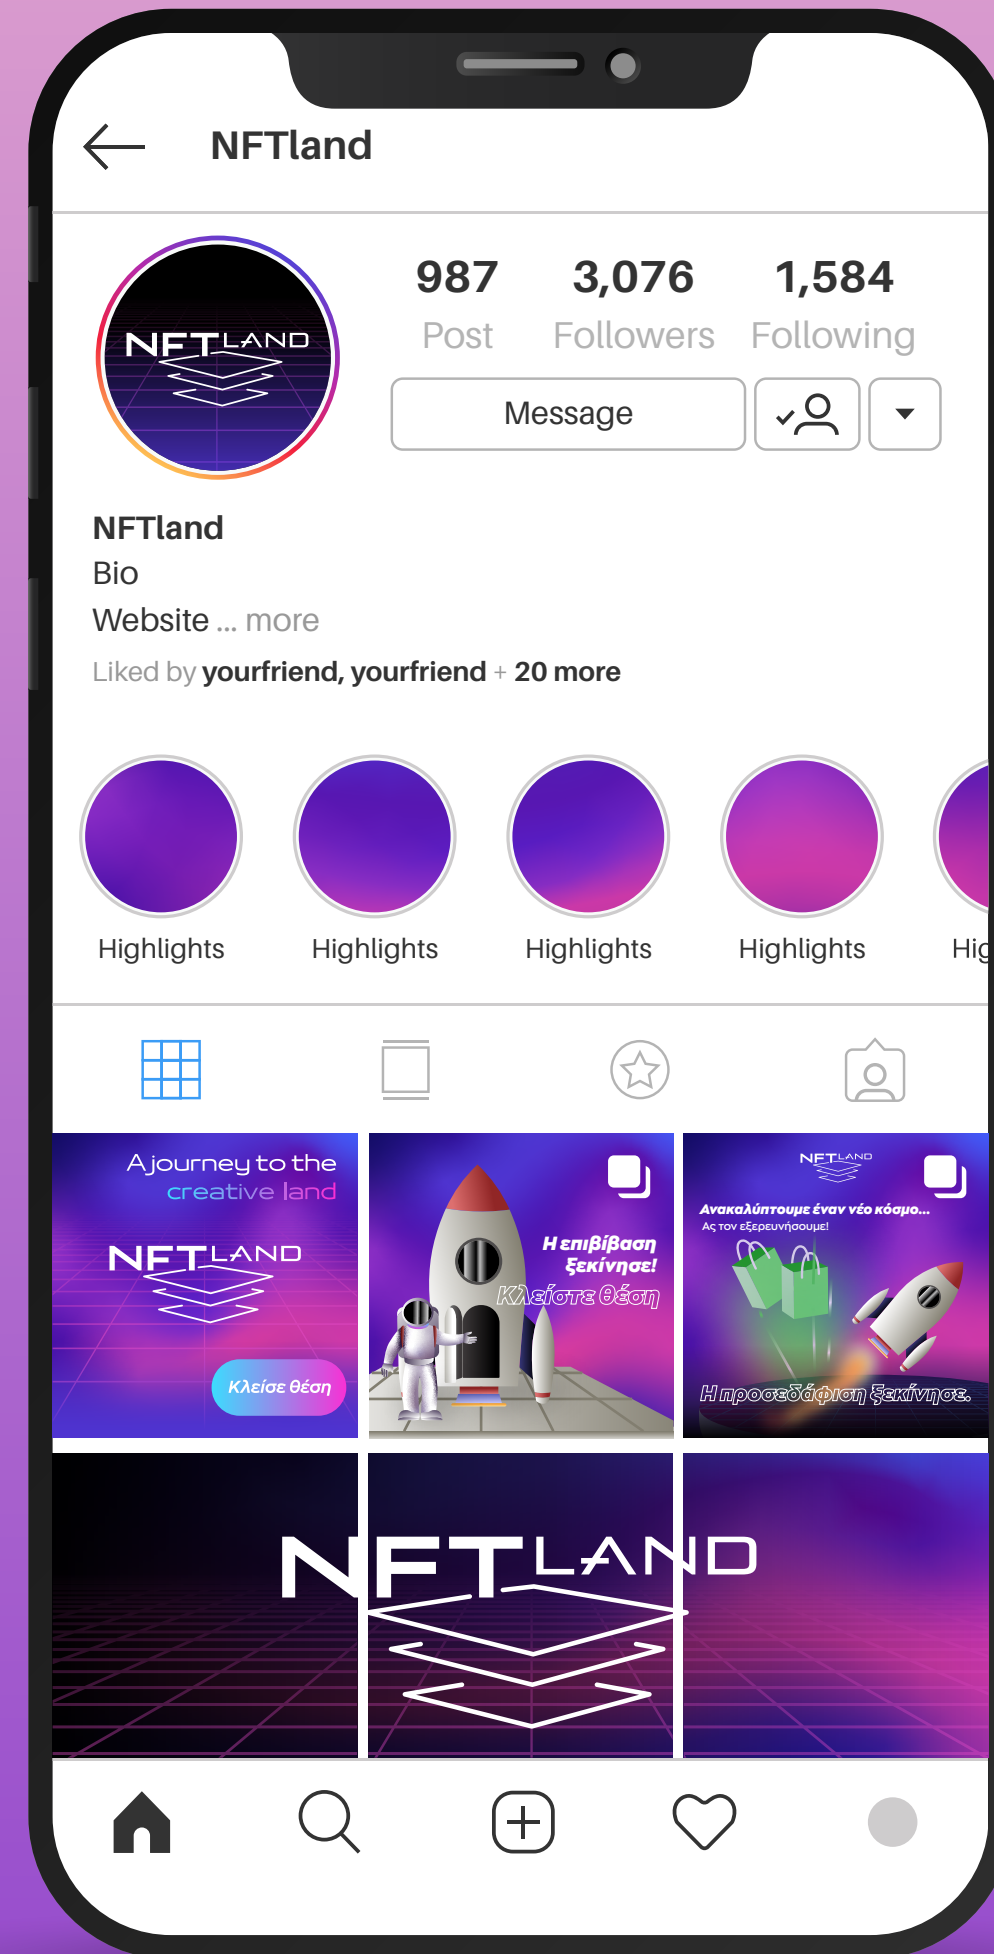 NFTland
NFTLAND
987 3,076 1,584
Post Followers Following
Message
NFTland
Bio
Website ... more
Liked by yourfriend, yourfriend + 20 more
Highlights Highlights Highlights Highlights Hig
A journey to the
creative land
NFTLAND
Κλείσε θέση
Η επιβίβαση
ξεκίνησε!
Κλείστε θέση
NFTLAND
Ανακαλύπτουμε έναν νέο κόσμο...
Ας τον εξερευνήσουμε!
Η προσεδάφιση ξεκίνησε.
NFTLAND